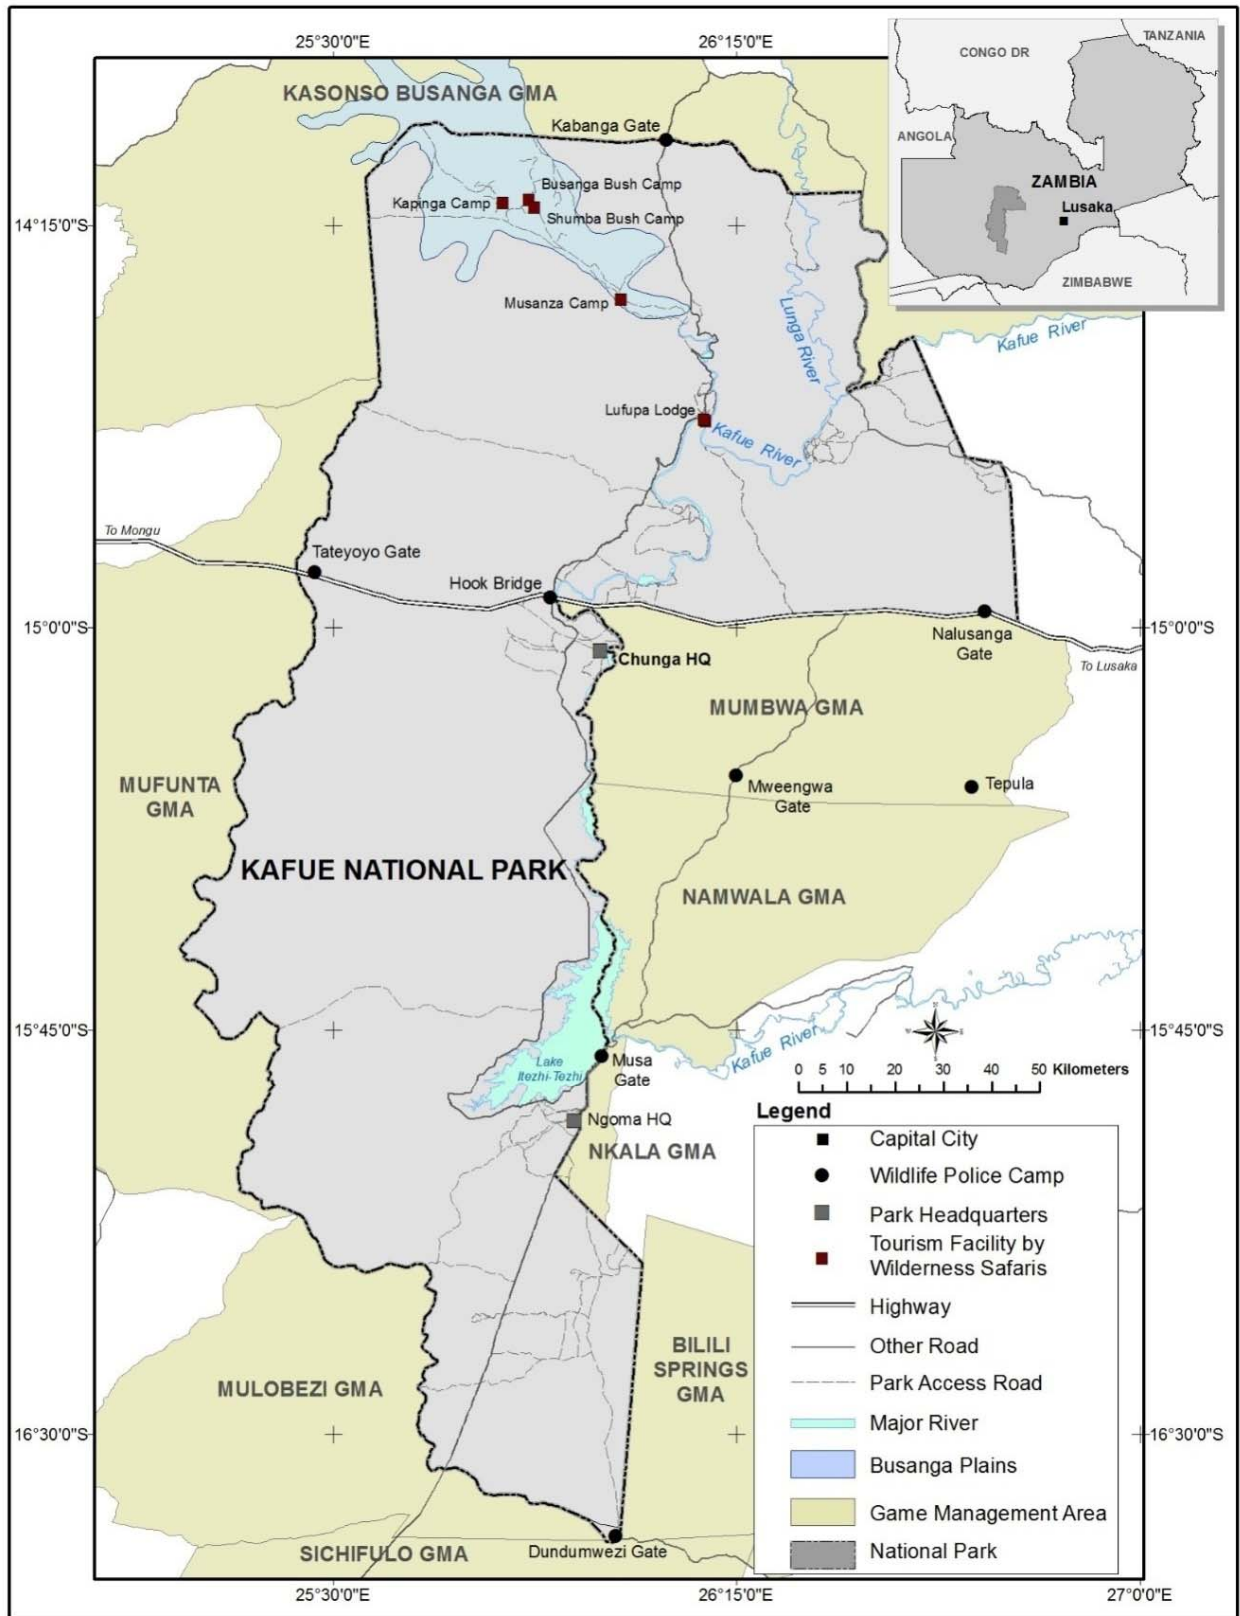 25°30'0"E
26°15'0"E
TANZANIA
CONGO DR
ANGOLA
ZAMBIA
Lusaka
ZIMBABWE
KASONSO BUSANGA GMA
Kabanga Gate
Busanga Bush Camp
Kapinga Camp
Shumba Bush Camp
14°15'0"S
Musanza Camp
Lunga River
Kafue River
Lufupa Lodge
Kafue River
To Mongu
Tateyoyo Gate
Hook Bridge
15°0'0"S
15°0'0"S
Nalusanga
Gate
To Lusaka
Chunga HQ
MUMBWA GMA
MUFUNTA
GMA
Mweengwa
Gate
Tepula
KAFUE NATIONAL PARK
NAMWALA GMA
15°45'0"S
15°45'0"S
Kafue River
Lake
Itezhi-Tezhi
Musa
Gate
0 5 10 20 30 40 50 Kilometers
Ngoma HQ
NKALA GMA
Legend
Capital City
Wildlife Police Camp
Park Headquarters
Tourism Facility by
Wilderness Safaris
Highway
Other Road
Park Access Road
Major River
Busanga Plains
Game Management Area
National Park
BILILI
SPRINGS
GMA
MULOBEZI GMA
16°30'0"S
16°30'0"S
SICHIFULO GMA
Dundumwezi Gate
25°30'0"E
26°15'0"E
27°0'0"E